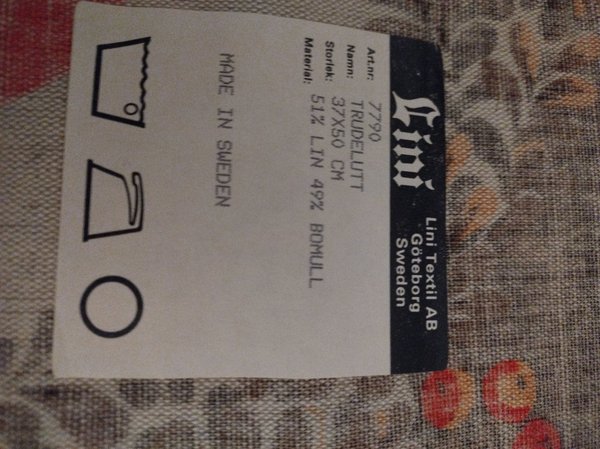 Lini
Lini Textil AB
Göteborg
Sweden
Art.nr: 7790
Namn: TRUDELUTT
Storlek: 37X50 CM
Material: 51% LIN 49% BOMULL
MADE IN SWEDEN